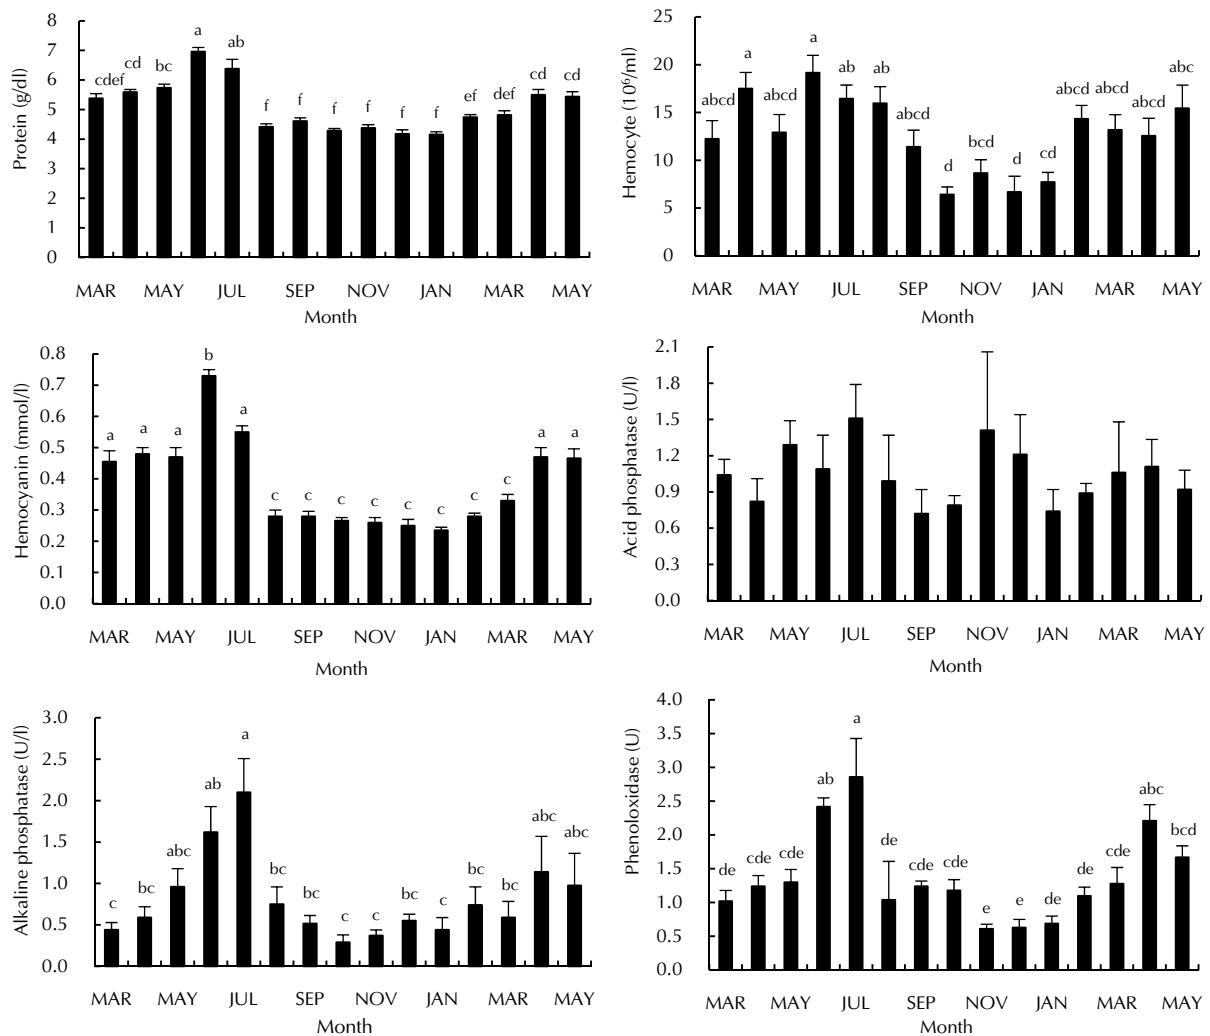 Protein (g/dl)
8
7
6
5
4
3
2
1
0
cdef cd bc a ab f f f f f f ef def cd cd
MAR MAY JUL SEP NOV JAN MAR MAY
Month
Hemocyte (10⁶/ml)
25
20
15
10
5
0
abcd a abcd a ab ab abcd d bcd d cd abcd abcd abcd abc
MAR MAY JUL SEP NOV JAN MAR MAY
Month
Hemocyanin (mmol/l)
0.8
0.7
0.6
0.5
0.4
0.3
0.2
0.1
0.0
a a a b a c c c c c c c c a a
MAR MAY JUL SEP NOV JAN MAR MAY
Month
Acid phosphatase (U/l)
2.1
1.8
1.5
1.2
0.9
0.6
0.3
0.0
MAR MAY JUL SEP NOV JAN MAR MAY
Month
Alkaline phosphatase (U/l)
3.0
2.5
2.0
1.5
1.0
0.5
0.0
c bc abc ab a bc bc c c bc c bc bc abc abc
MAR MAY JUL SEP NOV JAN MAR MAY
Month
Phenoloxidase (U)
4.0
3.5
3.0
2.5
2.0
1.5
1.0
0.5
0.0
de cde cde ab a de cde cde e e de de cde abc bcd
MAR MAY JUL SEP NOV JAN MAR MAY
Month